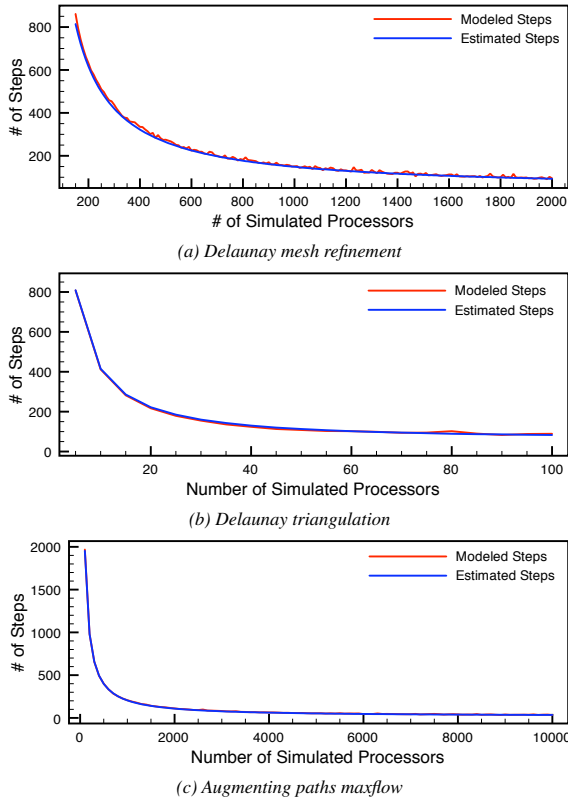 800
600
400
200
# of Steps
Modeled Steps
Estimated Steps
200 400 600 800 1000 1200 1400 1600 1800 2000
# of Simulated Processors
(a) Delaunay mesh refinement
800
600
400
200
0
# of Steps
Modeled Steps
Estimated Steps
20 40 60 80 100
Number of Simulated Processors
(b) Delaunay triangulation
2000
1500
1000
500
0
# of Steps
Modeled Steps
Estimated Steps
0 2000 4000 6000 8000 10000
Number of Simulated Processors
(c) Augmenting paths maxflow